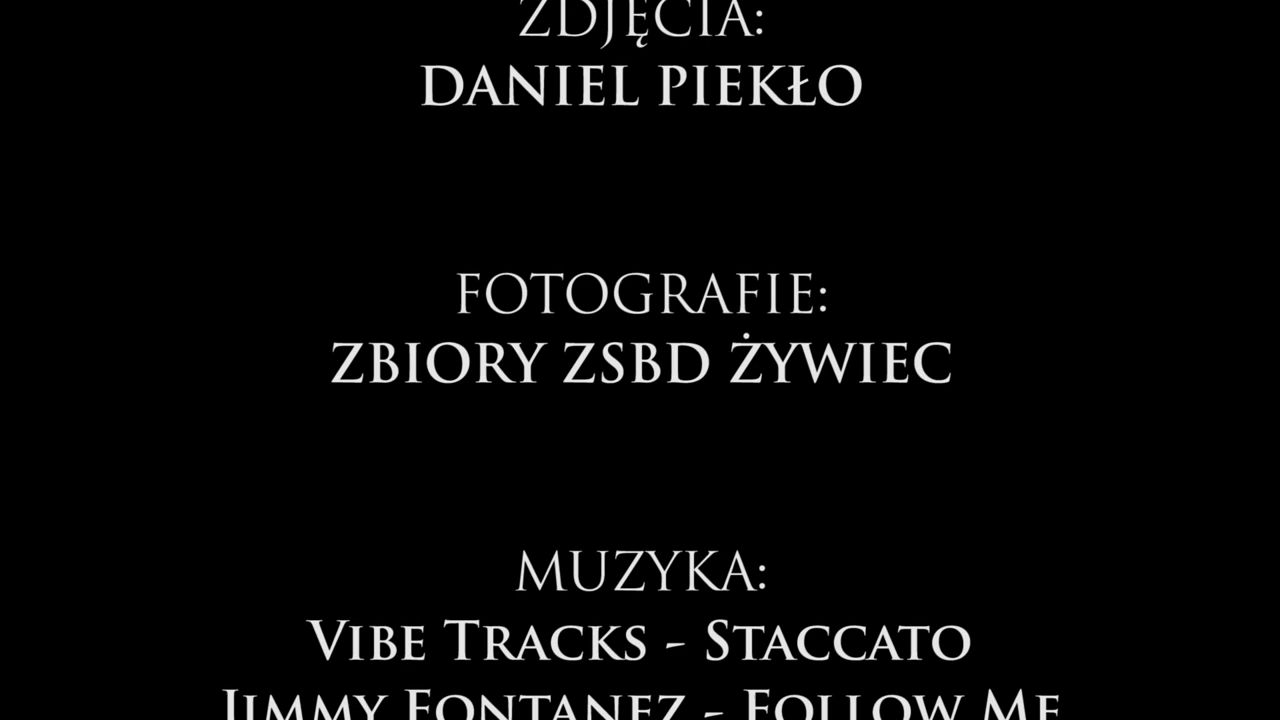 ZDJĘCIA:
DANIEL PIEKŁO
FOTOGRAFIE:
ZBIORY ZSBD ŻYWIEC
MUZYKA:
VIBE TRACKS - STACCATO
JIMMY FONTANEZ - FOLLOW ME